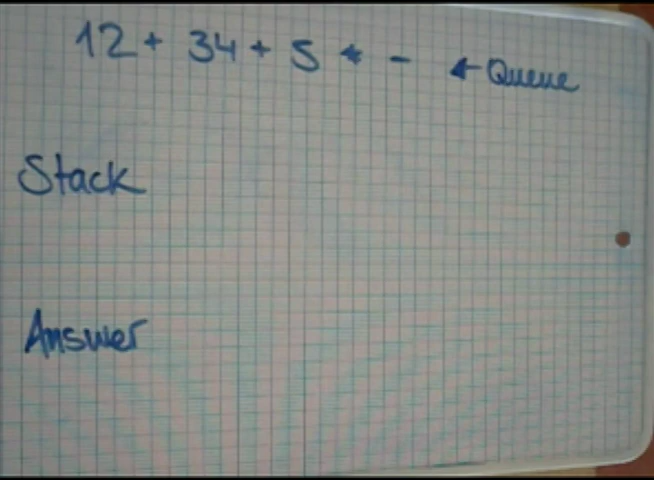 12 + 34 + 5 * - ← Queue
Stack
Answer